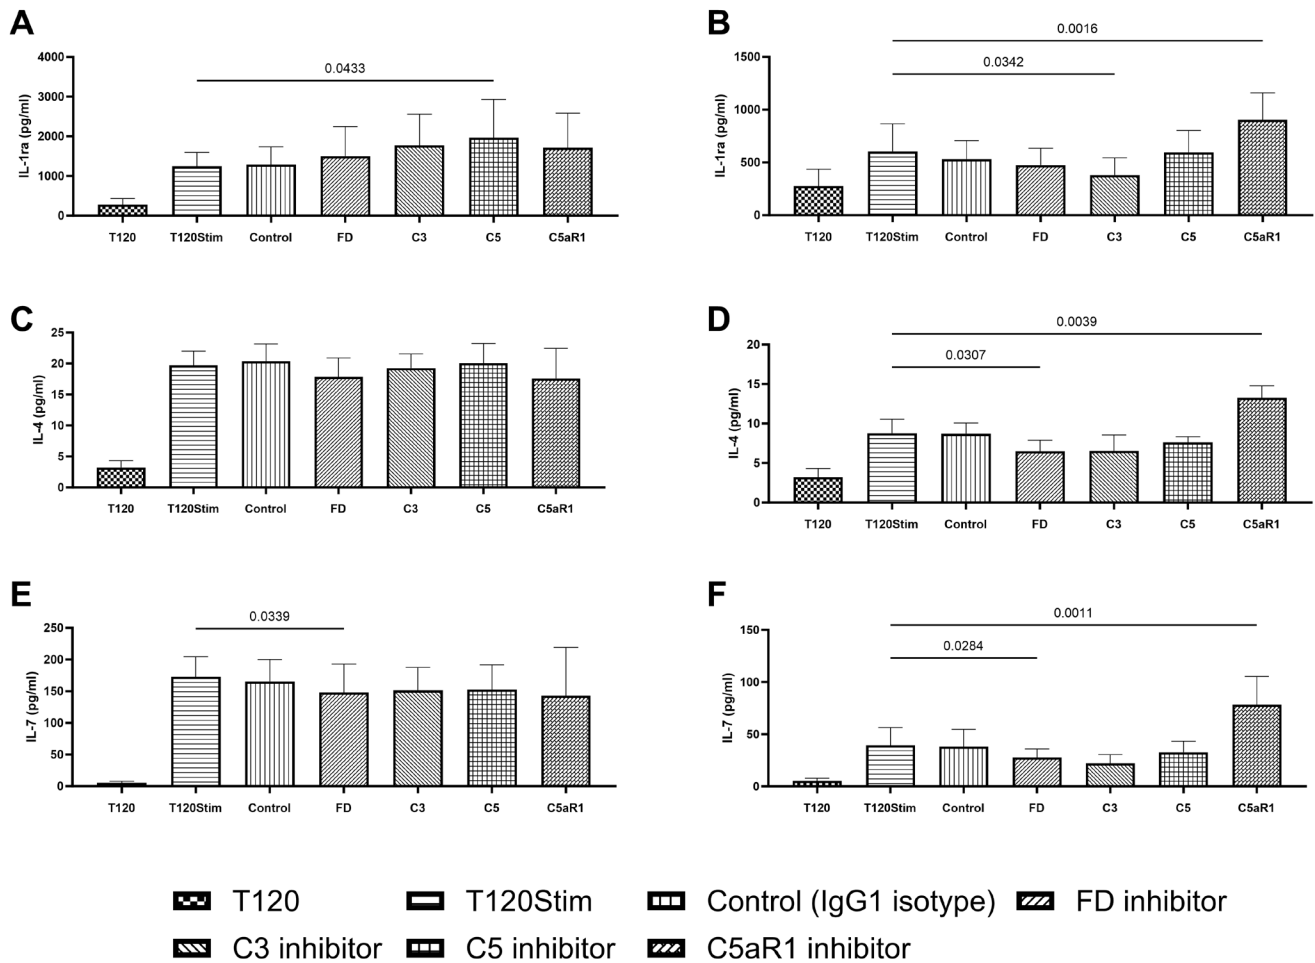 A
IL-1ra (pg/ml)
4000
3000
2000
1000
0
0.0433
T120 T120Stim Control FD C3 C5 C5aR1
B
IL-1ra (pg/ml)
1500
1000
500
0
0.0016
0.0342
T120 T120Stim Control FD C3 C5 C5aR1
C
IL-4 (pg/ml)
25
20
15
10
5
0
T120 T120Stim Control FD C3 C5 C5aR1
D
IL-4 (pg/ml)
20
15
10
5
0
0.0039
0.0307
T120 T120Stim Control FD C3 C5 C5aR1
E
IL-7 (pg/ml)
250
200
150
100
50
0
0.0339
T120 T120Stim Control FD C3 C5 C5aR1
F
IL-7 (pg/ml)
150
100
50
0
0.0011
0.0284
T120 T120Stim Control FD C3 C5 C5aR1
T120 T120Stim Control (IgG1 isotype) FD inhibitor
C3 inhibitor C5 inhibitor C5aR1 inhibitor